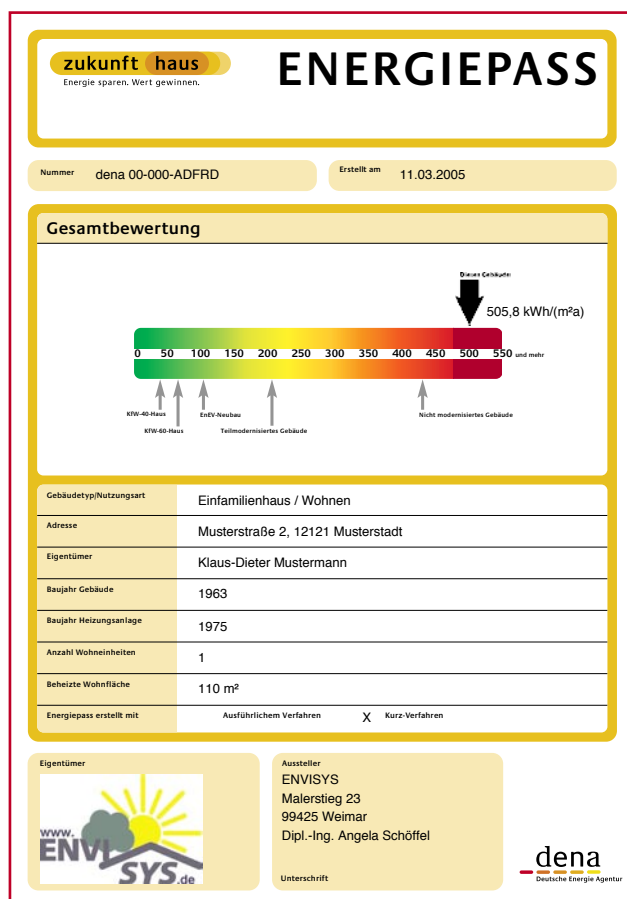 zukunft haus
Energie sparen. Wert gewinnen.
ENERGIEPASS
Nummer dena 00-000-ADFRD
Erstellt am 11.03.2005
Gesamtbewertung
Dieses Gebäude:
505,8 kWh/(m²a)
0 50 100 150 200 250 300 350 400 450 500 550 und mehr
KfW-40-Haus EnEV-Neubau Nicht modernisiertes Gebäude
KfW-60-Haus Teilmodernisiertes Gebäude
Gebäudetyp/Nutzungsart Einfamilienhaus / Wohnen
Adresse Musterstraße 2, 12121 Musterstadt
Eigentümer Klaus-Dieter Mustermann
Baujahr Gebäude 1963
Baujahr Heizungsanlage 1975
Anzahl Wohneinheiten 1
Beheizte Wohnfläche 110 m²
Energiepass erstellt mit Ausführlichem Verfahren X Kurz-Verfahren
Eigentümer
www.
ENVI
SYS.de
Aussteller
ENVISYS
Malerstieg 23
99425 Weimar
Dipl.-Ing. Angela Schöffel
Unterschrift
dena
Deutsche Energie Agentur